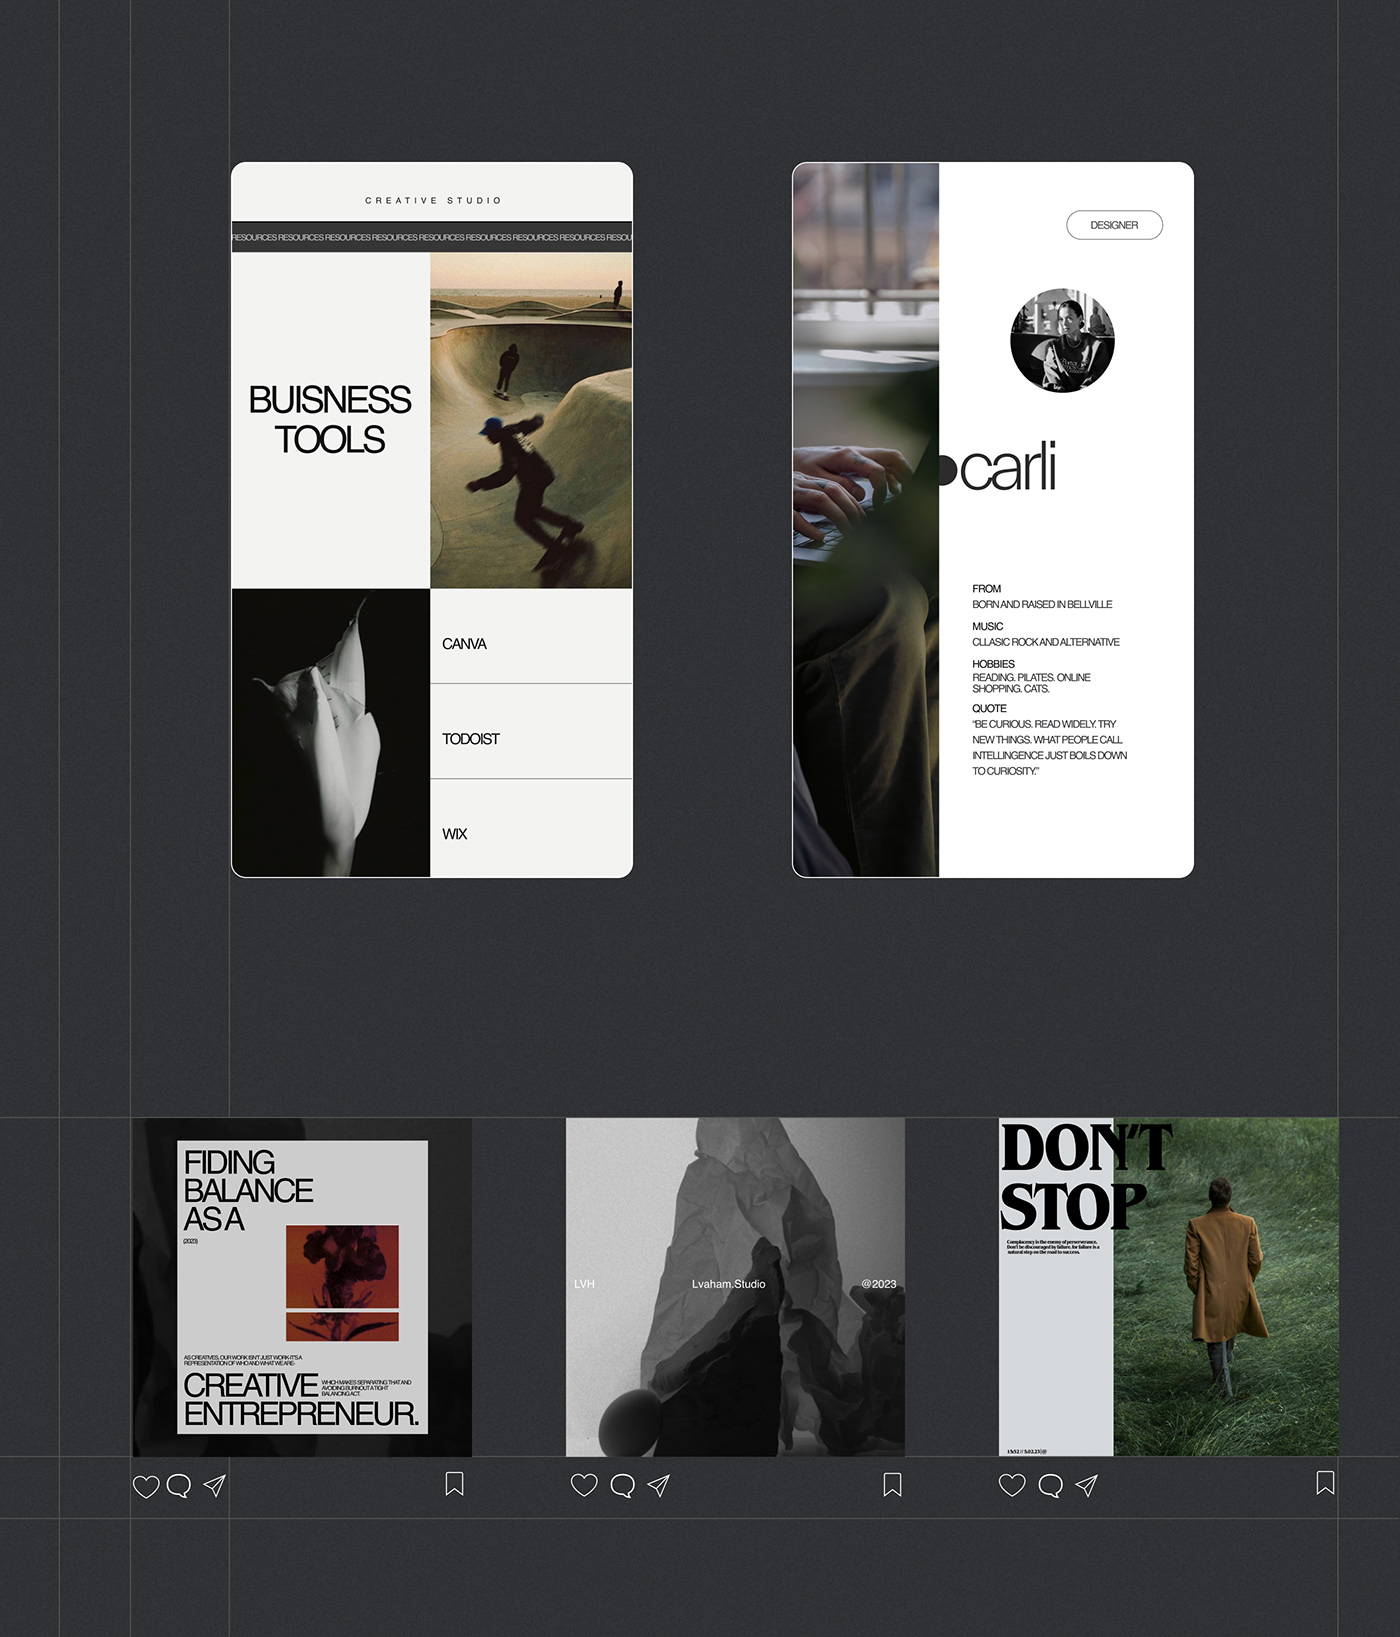 CREATIVE STUDIO
RESOURCES RESOURCES RESOURCES RESOURCES RESOURCES RESOURCES RESOURCES RESOURCES RESOU
BUISNESS
TOOLS
CANVA
TODOIST
WIX
DESIGNER
carli
FROM
BORN AND RAISED IN BELLVILLE
MUSIC
CLLASIC ROCK AND ALTERNATIVE
HOBBIES
READING. PILATES. ONLINE
SHOPPING. CATS.
QUOTE
“BE CURIOUS. READ WIDELY. TRY
NEW THINGS. WHAT PEOPLE CALL
INTELLINGENCE JUST BOILS DOWN
TO CURIOSITY.”
FIDING
BALANCE
AS A
AS CREATIVES, OUR WORK ISN'T JUST WORK-IT'S A
REPRESENTATION OF WHO AND WHAT WE ARE-
CREATIVE
WHICH MAKES SEPARATING THAT AND
AVOIDING BURNOUT A TIGHT
BALANCING ACT.
ENTREPRENEUR.
LVH
Lvaham.Studio
@2023
DON'T
STOP
Complacency is the enemy of perserverance.
Don't be discouraged by failure, for failure is a
natural step on the road to success.